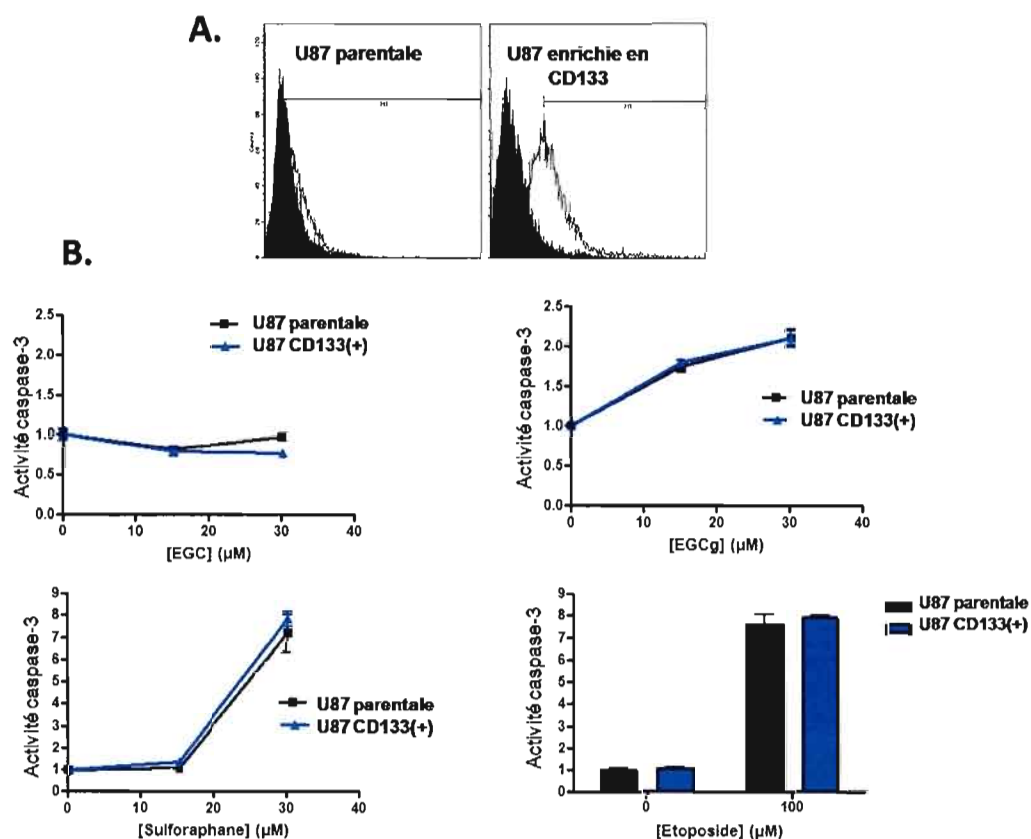 A.
U87 parentale
U87 enrichie en
CD133
B.
2.5
2.0
1.5
1.0
0.5
0.0
Activité caspase-3
U87 parentale
U87 CD133(+)
0
10
20
30
40
[EGC] (µM)
2.5
2.0
1.5
1.0
0.5
0.0
Activité caspase-3
U87 parentale
U87 CD133(+)
0
10
20
30
40
[EGCg] (µM)
9
8
7
6
5
4
3
2
1
0
Activité caspase-3
U87 parentale
U87 CD133(+)
0
10
20
30
40
[Sulforaphane] (µM)
9
8
7
6
5
4
3
2
1
0
Activité caspase-3
U87 parentale
U87 CD133(+)
0
100
[Etoposide] (µM)